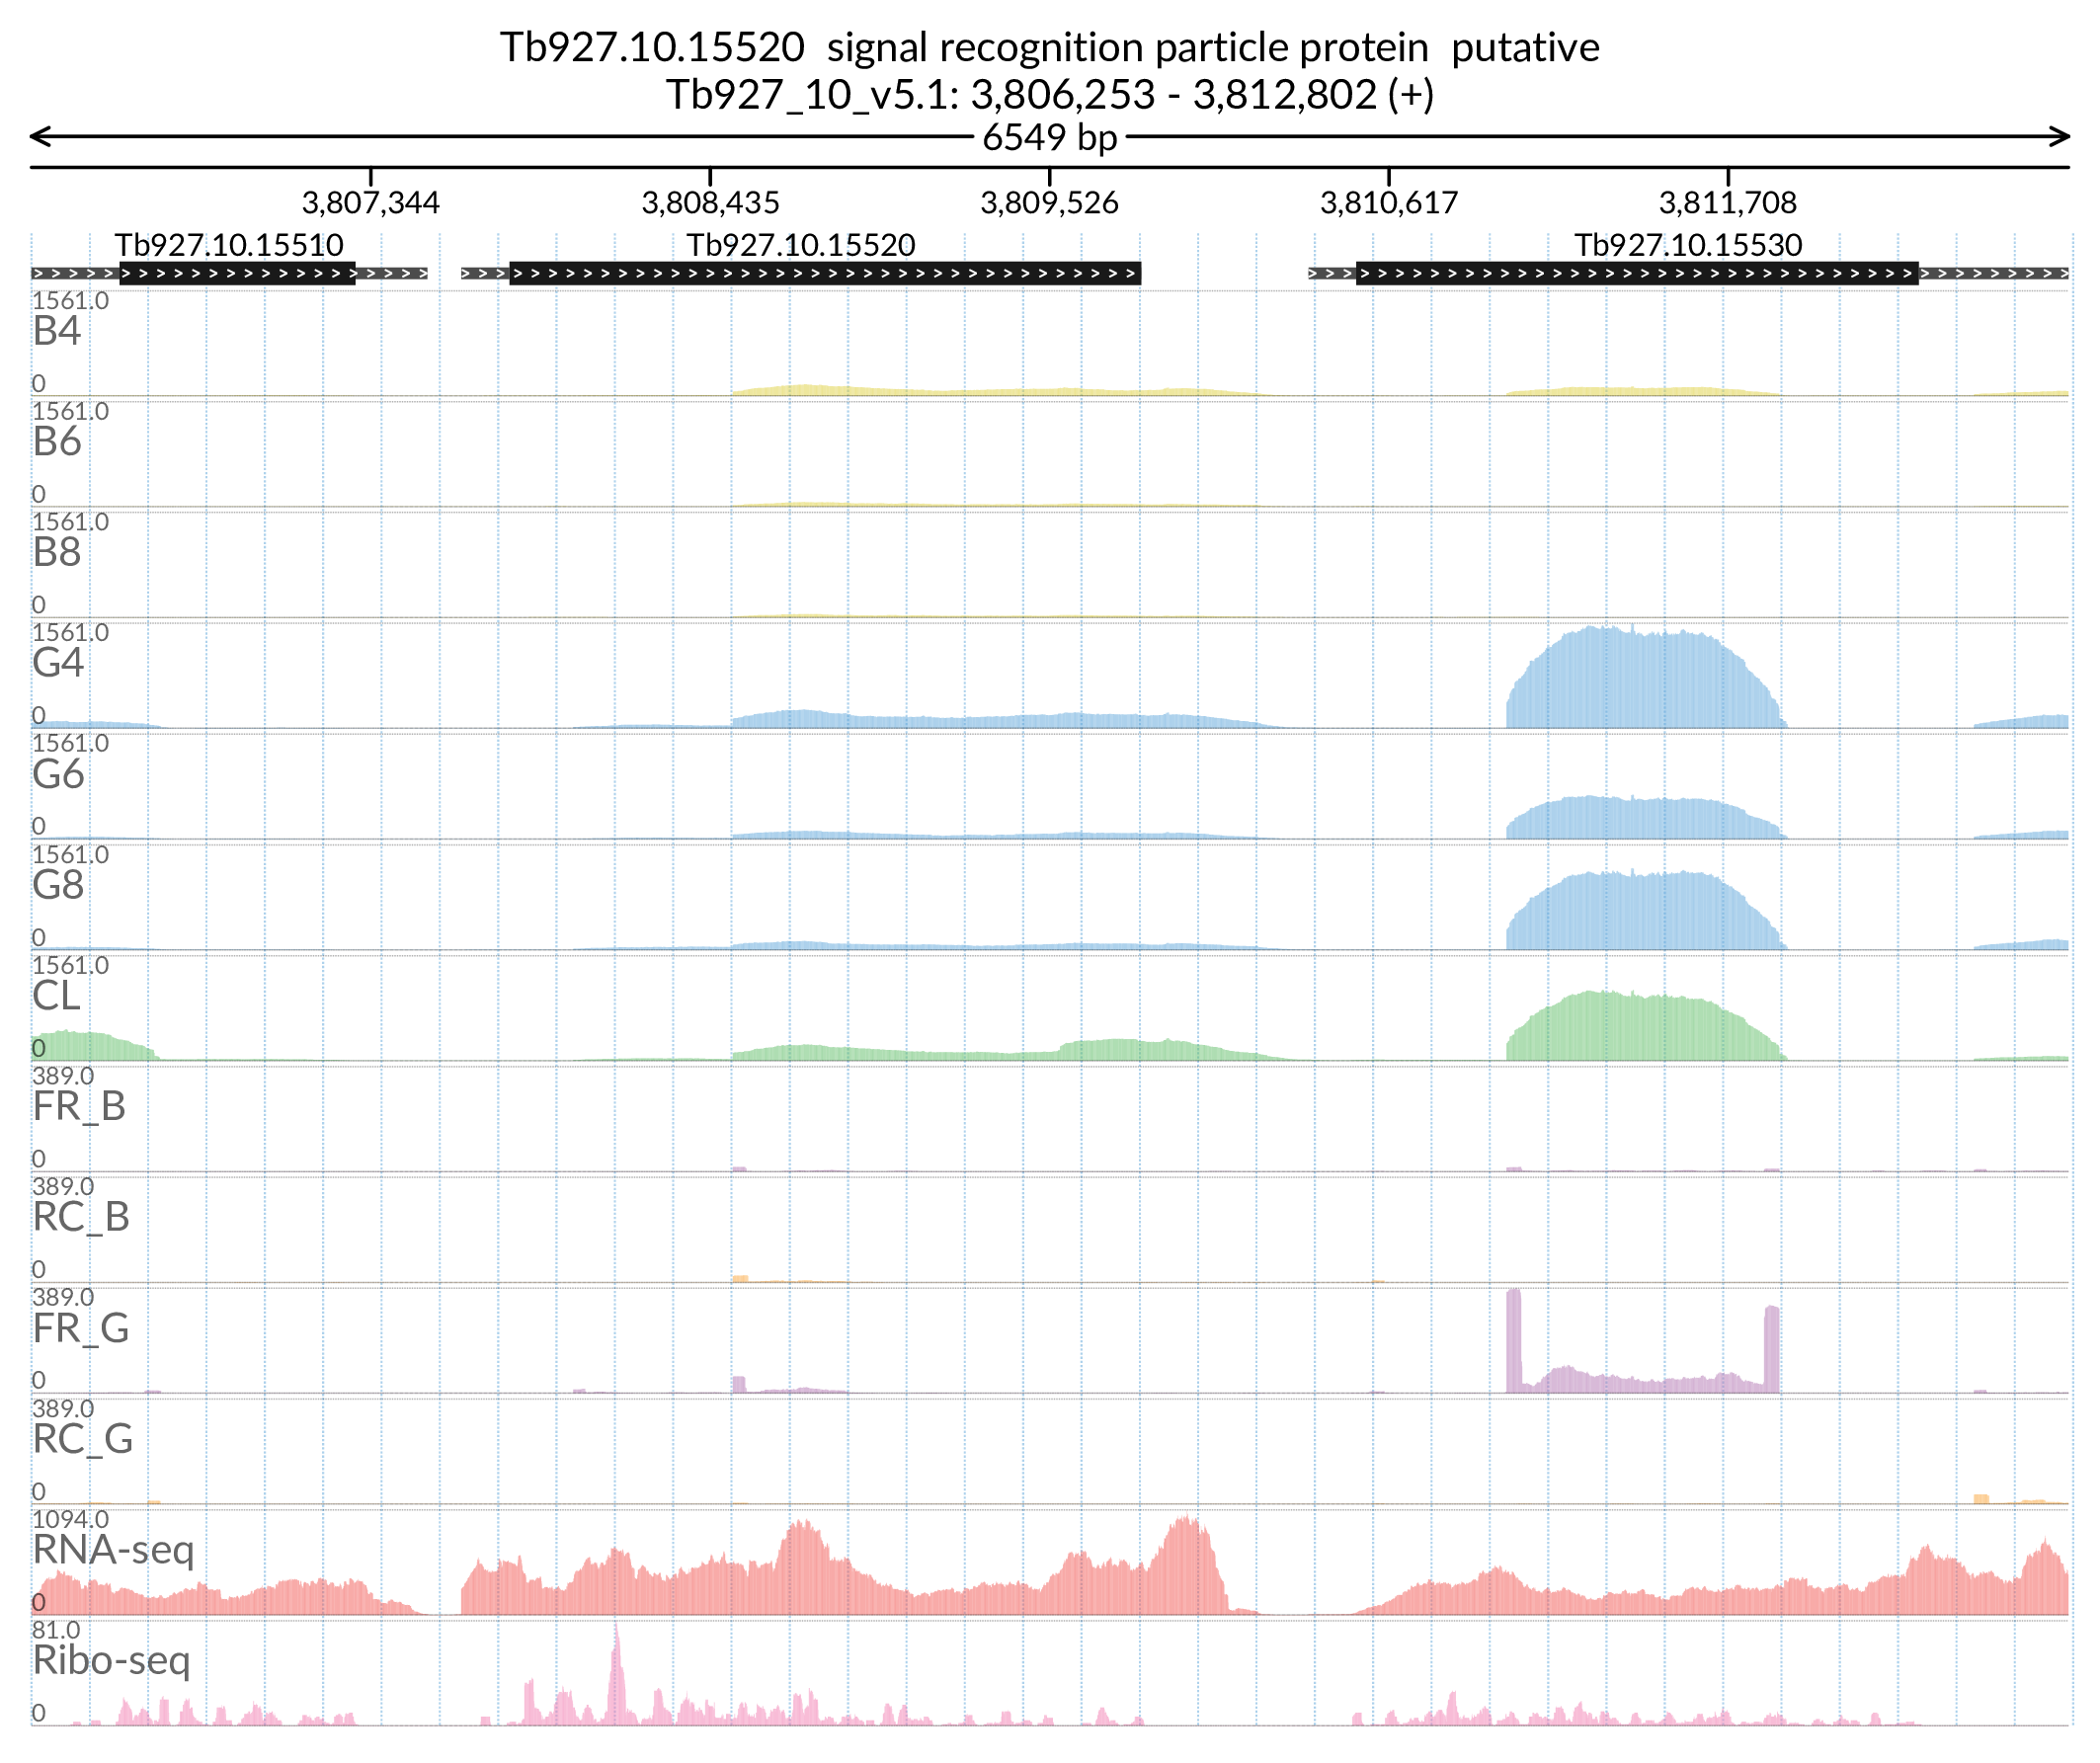 Tb927.10.15520  signal recognition particle protein  putative
Tb927_10_v5.1: 3,806,253 - 3,812,802 (+)
6549 bp
3,807,344 3,808,435 3,809,526 3,810,617 3,811,708
Tb927.10.15510 Tb927.10.15520 Tb927.10.15530
1561.0
B4
0
1561.0
B6
0
1561.0
B8
0
1561.0
G4
0
1561.0
G6
0
1561.0
G8
0
1561.0
CL
0
389.0
FR_B
0
389.0
RC_B
0
389.0
FR_G
0
389.0
RC_G
0
1094.0
RNA-seq
0
81.0
Ribo-seq
0